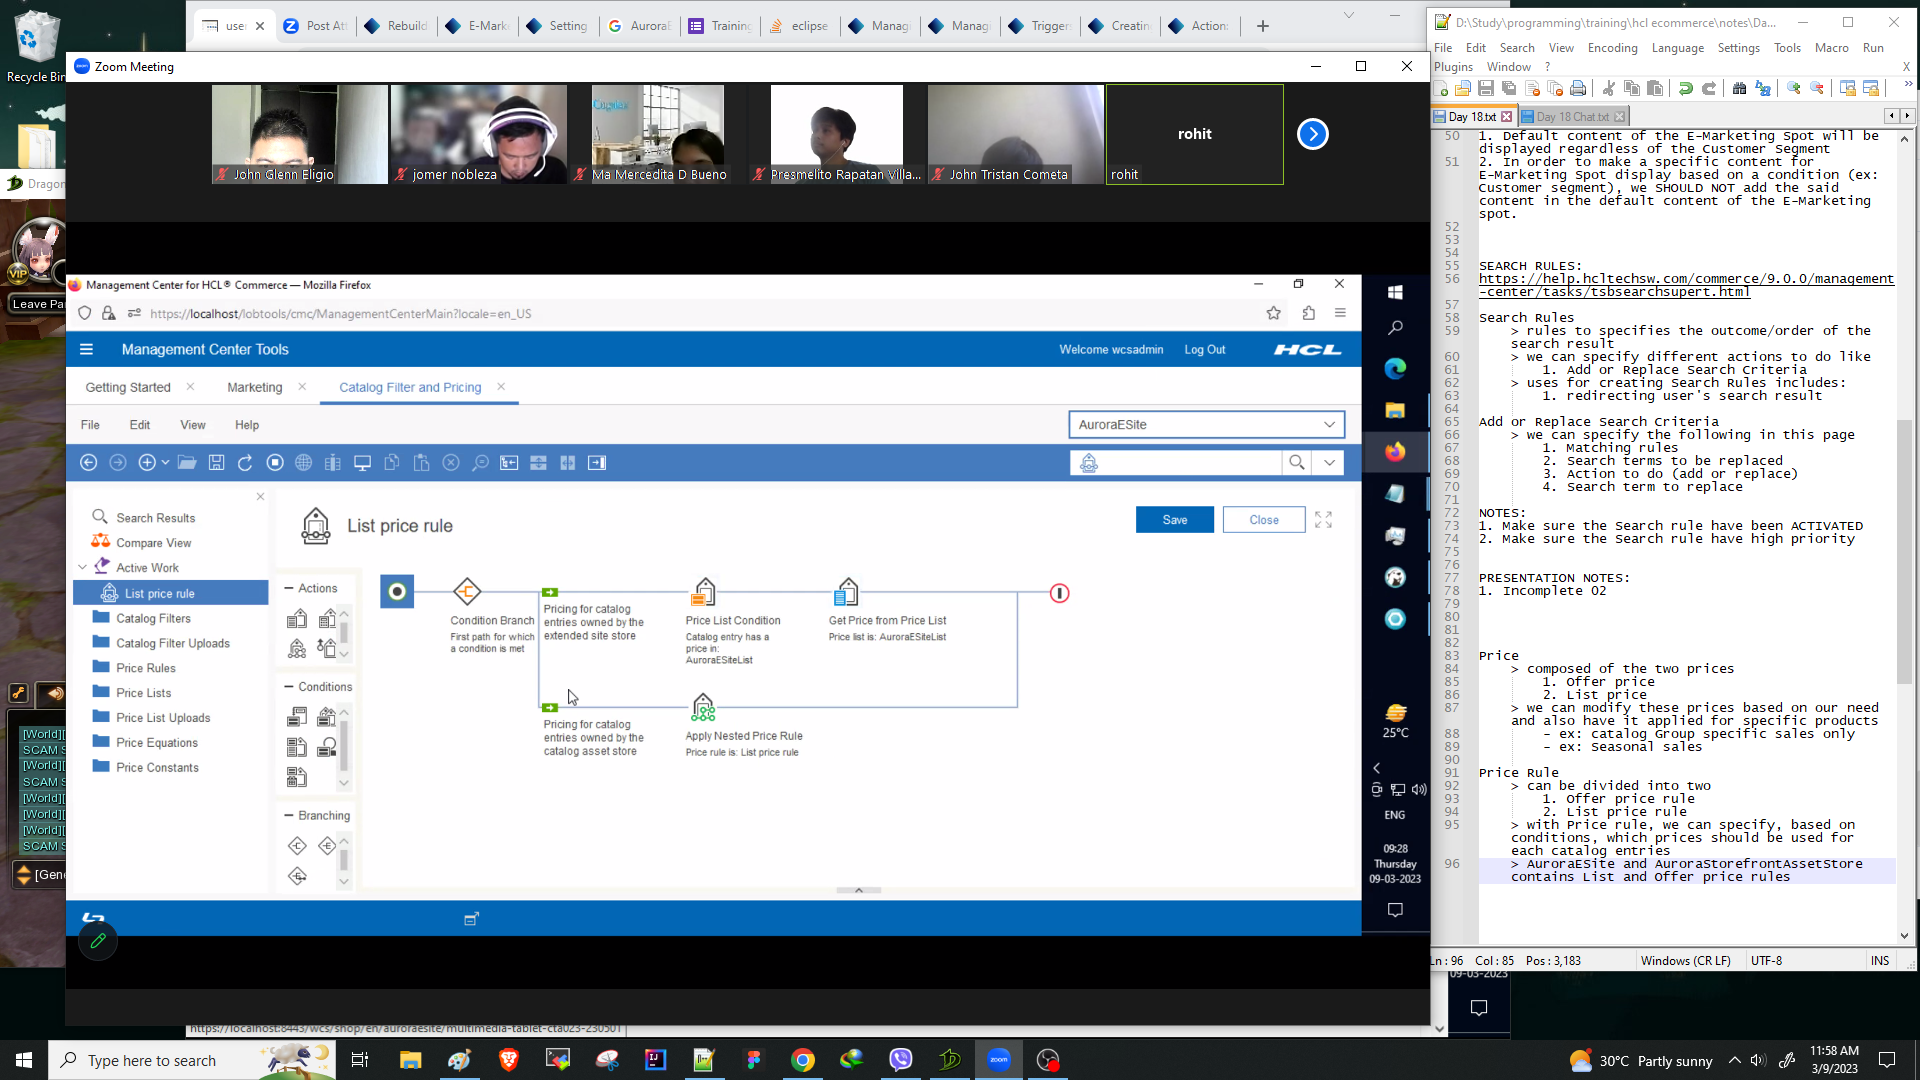 Recycle Bin
user
Post Att
Rebuild
E-Mark
Setting
Aurora
Training
eclipse
Manag
Manag
Trigger
Creatin
Action
Zoom Meeting
John Glenn Eligio
jomer nobleza
Ma Mercedita D Bueno
Presmelito Rapatan Villa...
John Tristan Cometa
rohit
rohit
Dragon
VIP
Leave Par
Management Center for HCL® Commerce — Mozilla Firefox
https://localhost/lobtools/cmc/ManagementCenterMain?locale=en_US
Management Center Tools
Welcome wcsadmin
Log Out
HCL
Getting Started
Marketing
Catalog Filter and Pricing
File
Edit
View
Help
AuroraESite
Search Results
Compare View
Active Work
List price rule
Catalog Filters
Catalog Filter Uploads
Price Rules
Price Lists
Price List Uploads
Price Equations
Price Constants
List price rule
Save
Close
Actions
Conditions
Branching
Condition Branch
First path for which
a condition is met
Pricing for catalog
entries owned by the
extended site store
Price List Condition
Catalog entry has a
price in:
AuroraESiteList
Get Price from Price List
Price list is: AuroraESiteList
Pricing for catalog
entries owned by the
catalog asset store
Apply Nested Price Rule
Price rule is: List price rule
[World]
SCAM S
[World]
SCAM S
[World]
[World]
[World]
SCAM S
[Gene
25°C
ENG
09:28
Thursday
09-03-2023
https://localhost:8443/wcs/shop/en/auroraesite/multimedia-tablet-cta023-230501
D:\Study\programming\training\hcl ecommerce\notes\Da...
File Edit Search View Encoding Language Settings Tools Macro Run
Plugins Window ? X
Day 18.txt
Day 18 Chat.txt
50 1. Default content of the E-Marketing Spot will be
displayed regardless of the Customer Segment
51 2. In order to make a specific content for
E-Marketing Spot display based on a condition (ex:
Customer segment), we SHOULD NOT add the said
content in the default content of the E-Marketing
spot.
52
53
54
55 SEARCH RULES:
56 https://help.hcltechsw.com/commerce/9.0.0/management
-center/tasks/tsbsearchsupert.html
57
58 Search Rules
59 > rules to specifies the outcome/order of the
search result
60 > we can specify different actions to do like
61 1. Add or Replace Search Criteria
62 > uses for creating Search Rules includes:
63 1. redirecting user's search result
64
65 Add or Replace Search Criteria
66 > we can specify the following in this page
67 1. Matching rules
68 2. Search terms to be replaced
69 3. Action to do (add or replace)
70 4. Search term to replace
71
72 NOTES:
73 1. Make sure the Search rule have been ACTIVATED
74 2. Make sure the Search rule have high priority
75
76
77 PRESENTATION NOTES:
78 1. Incomplete 02
79
80
81
82
83 Price
84 > composed of the two prices
85 1. Offer price
86 2. List price
87 > we can modify these prices based on our need
and also have it applied for specific products
88 - ex: catalog Group specific sales only
89 - ex: Seasonal sales
90
91 Price Rule
92 > can be divided into two
93 1. Offer price rule
94 2. List price rule
95 > with Price rule, we can specify, based on
conditions, which prices should be used for
each catalog entries
96 > AuroraESite and AuroraStorefrontAssetStore
contains List and Offer price rules
Ln : 96 Col : 85 Pos : 3,183
Windows (CR LF)
UTF-8
INS
09-03-2023
Type here to search
zoom
30°C Partly sunny
11:58 AM
3/9/2023